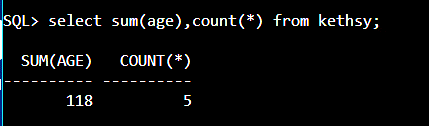 SQL> select sum(age),count(*) from kethsy;
SUM(AGE) COUNT(*)
---------- ----------
118 5